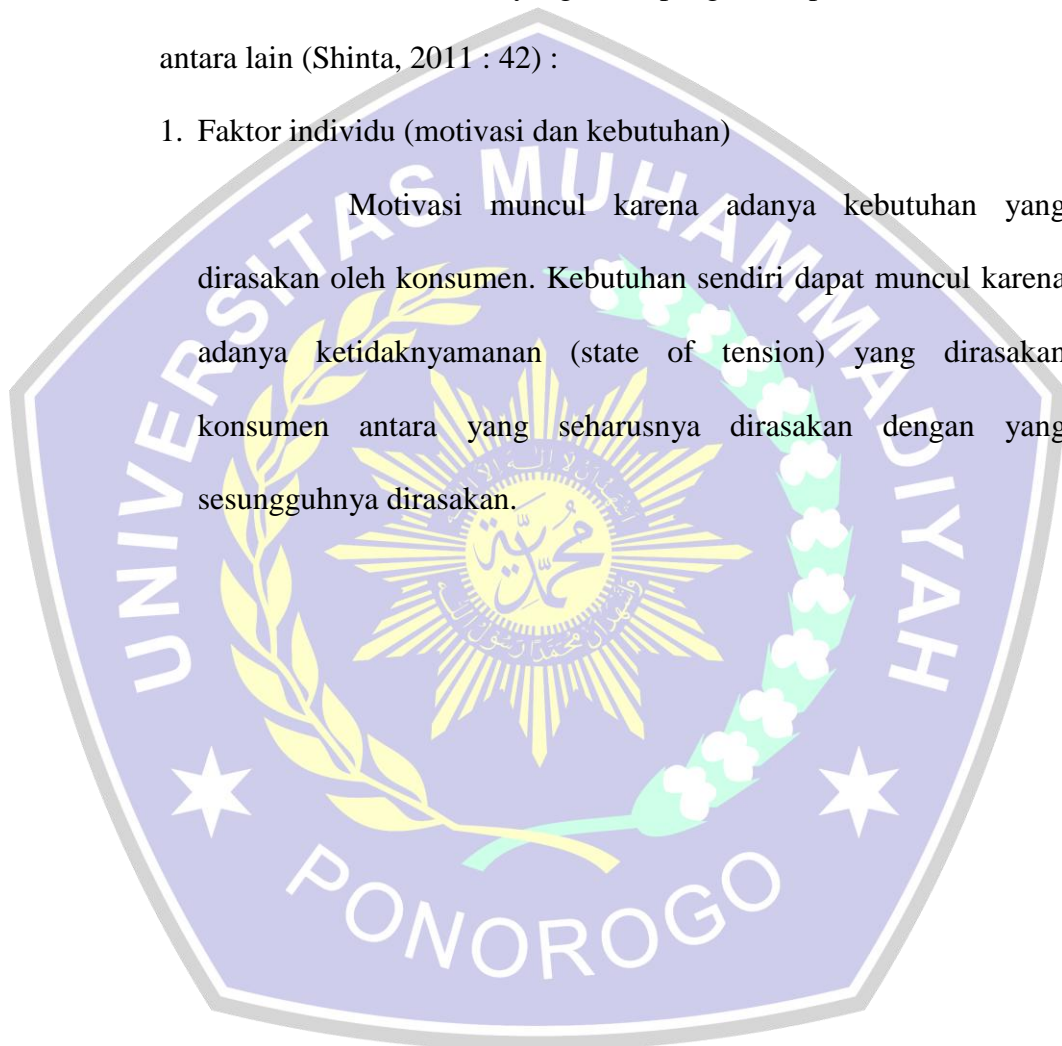 antara lain (Shinta, 2011 : 42) :
1. Faktor individu (motivasi dan kebutuhan)
Motivasi muncul karena adanya kebutuhan yang
dirasakan oleh konsumen. Kebutuhan sendiri dapat muncul karena
adanya ketidaknyamanan (state of tension) yang dirasakan
konsumen antara yang seharusnya dirasakan dengan yang
sesungguhnya dirasakan.
UNIVERSITAS MUHAMMADIYAH
محمدية
PONOROGO